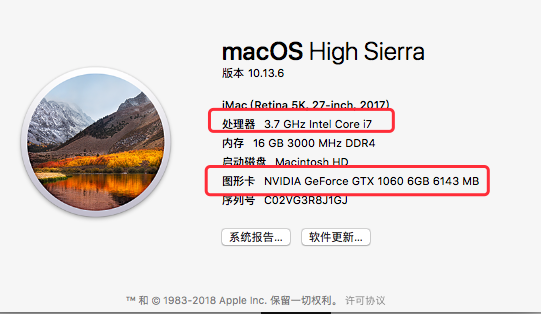 macOS High Sierra
版本 10.13.6
iMac (Retina 5K, 27-inch, 2017)
处理器 3.7 GHz Intel Core i7
内存 16 GB 3000 MHz DDR4
启动磁盘 Macintosh HD
图形卡 NVIDIA GeForce GTX 1060 6GB 6143 MB
序列号 C02VG3R8J1GJ
系统报告... 软件更新...
™ 和 © 1983-2018 Apple Inc. 保留一切权利。 许可协议